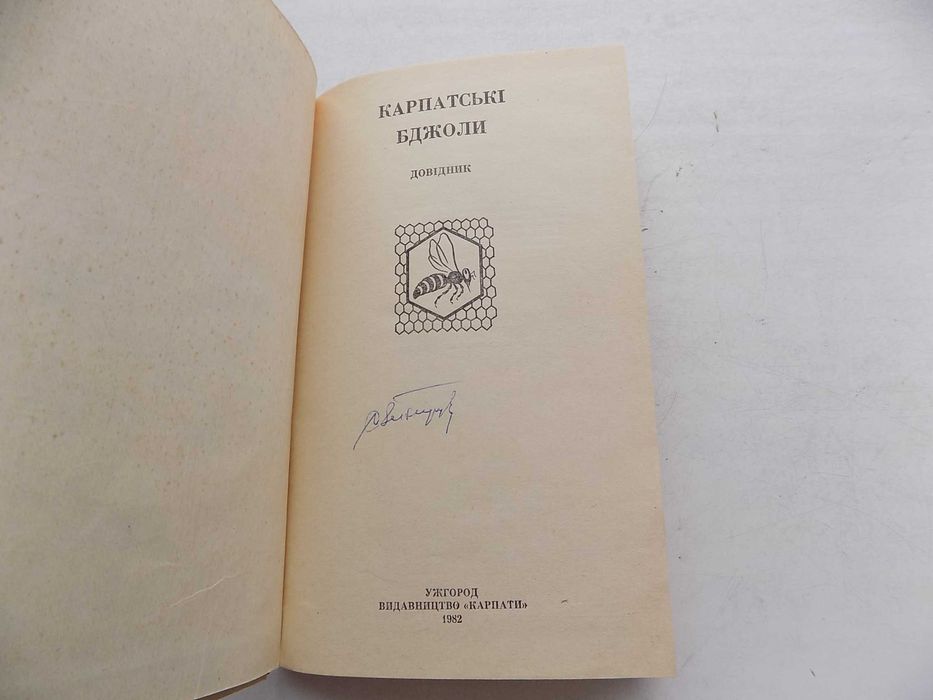 КАРПАТСЬКІ
БДЖОЛИ
ДОВІДНИК
УЖГОРОД
ВИДАВНИЦТВО «КАРПАТИ»
1982